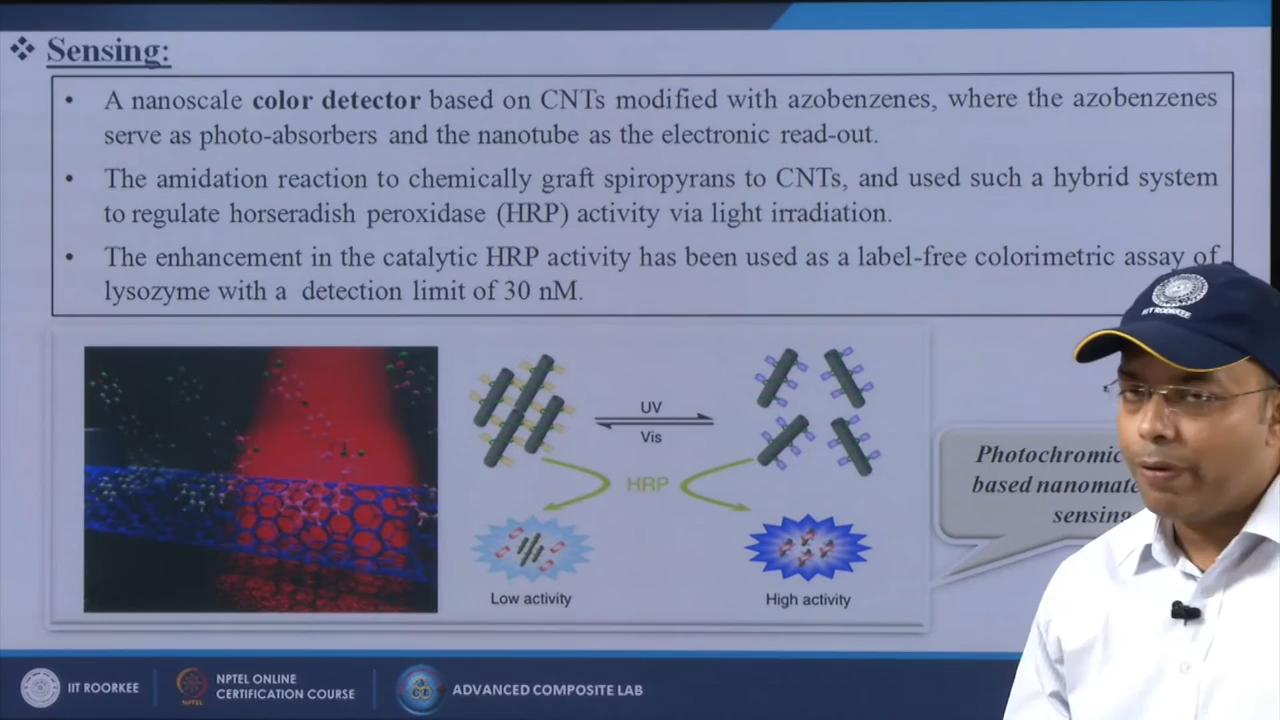 ❖ Sensing:
• A nanoscale color detector based on CNTs modified with azobenzenes, where the azobenzenes
serve as photo-absorbers and the nanotube as the electronic read-out.
• The amidation reaction to chemically graft spiropyrans to CNTs, and used such a hybrid system
to regulate horseradish peroxidase (HRP) activity via light irradiation.
• The enhancement in the catalytic HRP activity has been used as a label-free colorimetric assay of
lysozyme with a detection limit of 30 nM.
IIT ROORKEE
UV
Vis
HRP
Low activity
High activity
Photochromic
based
sensing
IIT ROORKEE
NPTEL
NPTEL ONLINE
CERTIFICATION COURSE
ADVANCED COMPOSITE LAB